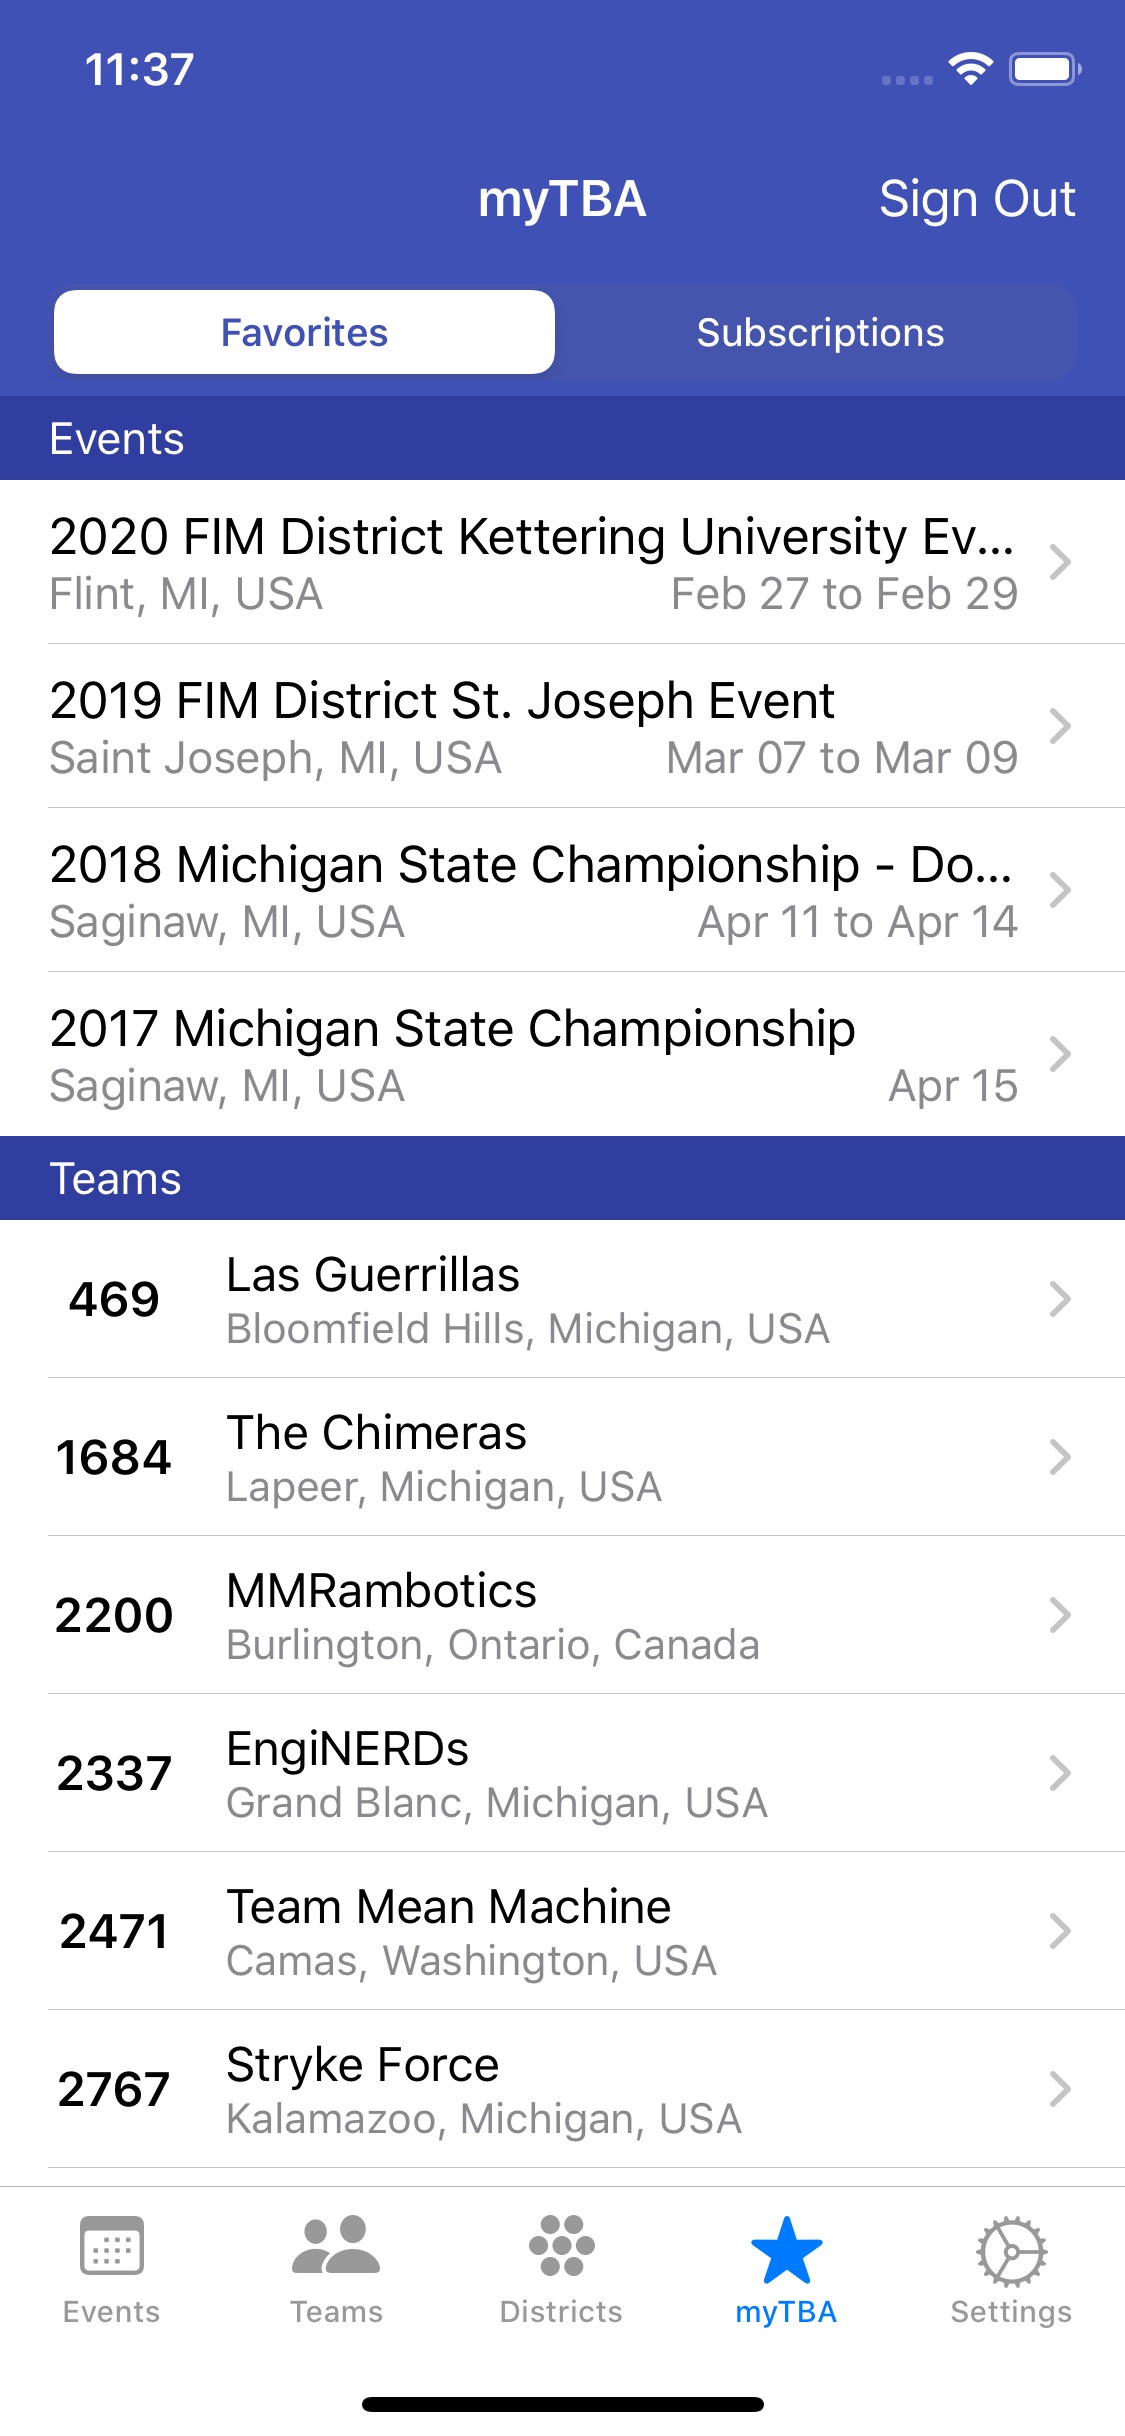 11:37
myTBA
Sign Out
Favorites
Subscriptions
Events
2020 FIM District Kettering University Ev...
Flint, MI, USA
Feb 27 to Feb 29
2019 FIM District St. Joseph Event
Saint Joseph, MI, USA
Mar 07 to Mar 09
2018 Michigan State Championship - Do...
Saginaw, MI, USA
Apr 11 to Apr 14
2017 Michigan State Championship
Saginaw, MI, USA
Apr 15
Teams
469
Las Guerrillas
Bloomfield Hills, Michigan, USA
1684
The Chimeras
Lapeer, Michigan, USA
2200
MMRambotics
Burlington, Ontario, Canada
2337
EngiNERDs
Grand Blanc, Michigan, USA
2471
Team Mean Machine
Camas, Washington, USA
2767
Stryke Force
Kalamazoo, Michigan, USA
Events
Teams
Districts
myTBA
Settings